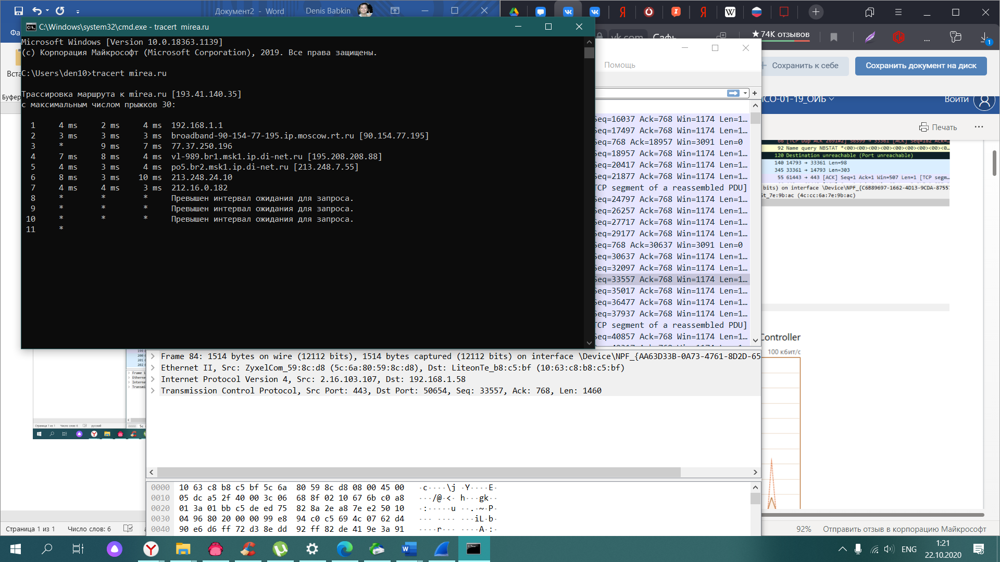 Документ2 - Word
Denis Babkin
C:\Windows\system32\cmd.exe - tracert mirea.ru
Microsoft Windows [Version 10.0.18363.1139]
(c) Корпорация Майкрософт (Microsoft Corporation), 2019. Все права защищены.
C:\Users\den10>tracert mirea.ru
Трассировка маршрута к mirea.ru [193.41.140.35]
с максимальным числом прыжков 30:
1 4 ms 2 ms 4 ms 192.168.1.1
2 3 ms 3 ms 3 ms broadband-90-154-77-195.ip.moscow.rt.ru [90.154.77.195]
3 * 9 ms 7 ms 77.37.250.196
4 7 ms 8 ms 4 ms vl-989.br1.msk1.ip.di-net.ru [195.208.208.88]
5 4 ms 3 ms 4 ms po5.br2.msk1.ip.di-net.ru [213.248.7.55]
6 8 ms 3 ms 10 ms 213.248.24.10
7 4 ms 4 ms 3 ms 212.16.0.182
8 * * * Превышен интервал ожидания для запроса.
9 * * * Превышен интервал ожидания для запроса.
10 * * * Превышен интервал ожидания для запроса.
11 *
★74K отзывов
Помощь
+ Сохранить к себе
Сохранить документ на диск
Войти
Печать
Seq=16037 Ack=768 Win=1174 Len=1…
Seq=17497 Ack=768 Win=1174 Len=1…
Seq=768 Ack=18957 Win=3091 Len=0
Seq=18957 Ack=768 Win=1174 Len=1…
Seq=20417 Ack=768 Win=1174 Len=1…
Seq=21877 Ack=768 Win=1174 Len=1…
TCP segment of a reassembled PDU]
Seq=24797 Ack=768 Win=1174 Len=1…
Seq=26257 Ack=768 Win=1174 Len=1…
Seq=27717 Ack=768 Win=1174 Len=1…
Seq=29177 Ack=768 Win=1174 Len=1…
Seq=768 Ack=30637 Win=3091 Len=0
Seq=30637 Ack=768 Win=1174 Len=1…
Seq=32097 Ack=768 Win=1174 Len=1…
Seq=33557 Ack=768 Win=1174 Len=1…
Seq=35017 Ack=768 Win=1174 Len=1…
Seq=36477 Ack=768 Win=1174 Len=1…
Seq=37937 Ack=768 Win=1174 Len=1…
TCP segment of a reassembled PDU]
Seq=40857 Ack=768 Win=1174 Len=1…
92 Name query NBSTAT *<00><00><00><00><00><00><00><00><0…
120 Destination unreachable (Port unreachable)
140 14793 → 33361 Len=98
345 33361 → 14793 Len=303
55 61443 → 443 [ACK] Seq=1 Ack=1 Win=507 Len=1 [TCP segm…
bits) on interface \Device\NPF_{C6B89697-1662-4D13-9CDA-8755
st_7e:9b:ac (4c:cc:6a:7e:9b:ac)
Controller
100 кбит/с
Frame 84: 1514 bytes on wire (12112 bits), 1514 bytes captured (12112 bits) on interface \Device\NPF_{AA63D33B-0A73-4761-8D2D-65
Ethernet II, Src: ZyxelCom_59:8c:d8 (5c:6a:80:59:8c:d8), Dst: LiteonTe_b8:c5:bf (10:63:c8:b8:c5:bf)
Internet Protocol Version 4, Src: 2.16.103.107, Dst: 192.168.1.58
Transmission Control Protocol, Src Port: 443, Dst Port: 50654, Seq: 33557, Ack: 768, Len: 1460
0000 10 63 c8 b8 c5 bf 5c 6a 80 59 8c d8 08 00 45 00 ·c····\j ·Y····E·
0010 05 dc a5 2f 40 00 3c 06 68 8f 02 10 67 6b c0 a8 ···/@·<· h···gk··
0020 01 3a 01 bb c5 de ed 75 82 8a 2e a8 7e e2 50 10 ·:·····u ··.·~·P·
0030 04 96 80 20 00 00 99 e8 94 c0 c5 69 4c 07 62 d4 ··· ···· ···iL·b·
0040 90 e6 d6 ff 72 d3 8e dd 92 ff 82 de 41 9e 3a 91 ····r··· ····A·:·
Страница 1 из 1
Число слов: 6
92%
Отправить отзыв в корпорацию Майкрософт
ENG
1:21
22.10.2020